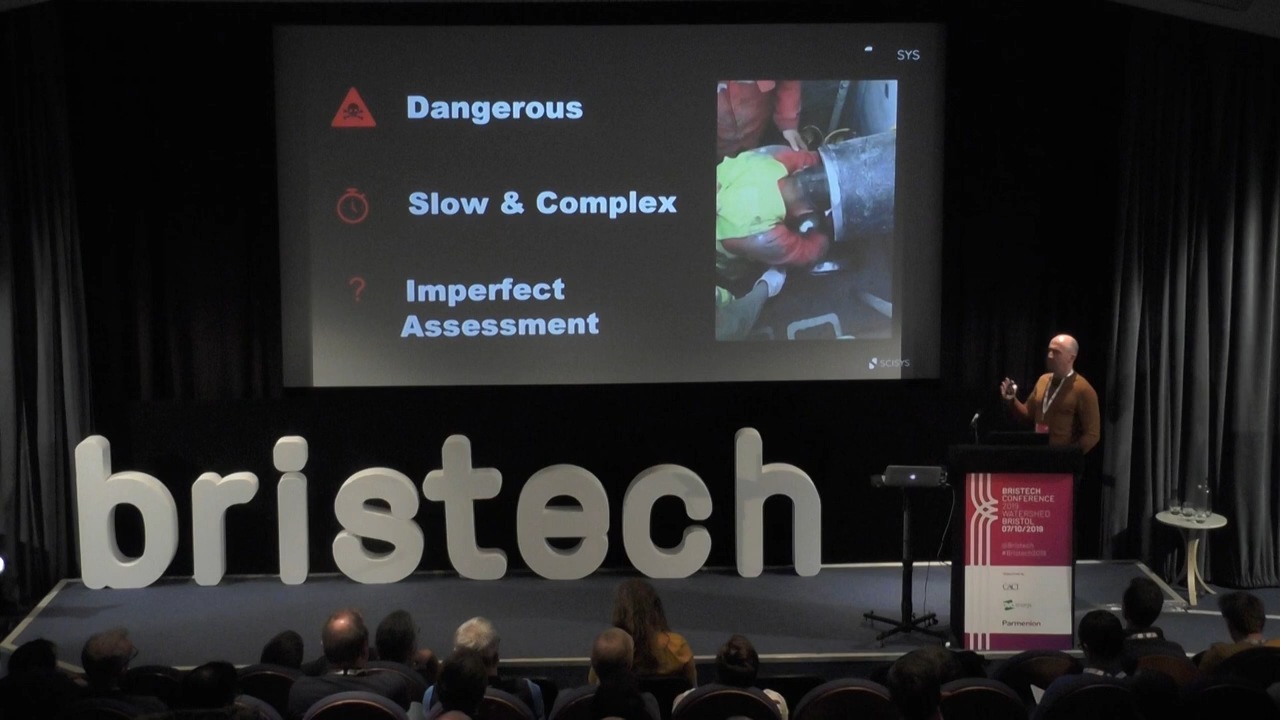 SYS
Dangerous
Slow & Complex
?
Imperfect
Assessment
SCISYS
bristech
BRISTECH
CONFERENCE
2019
WATERSHED
BRISTOL
07/10/2019
@Bristech
#Bristech2019
CACI
Parmenion